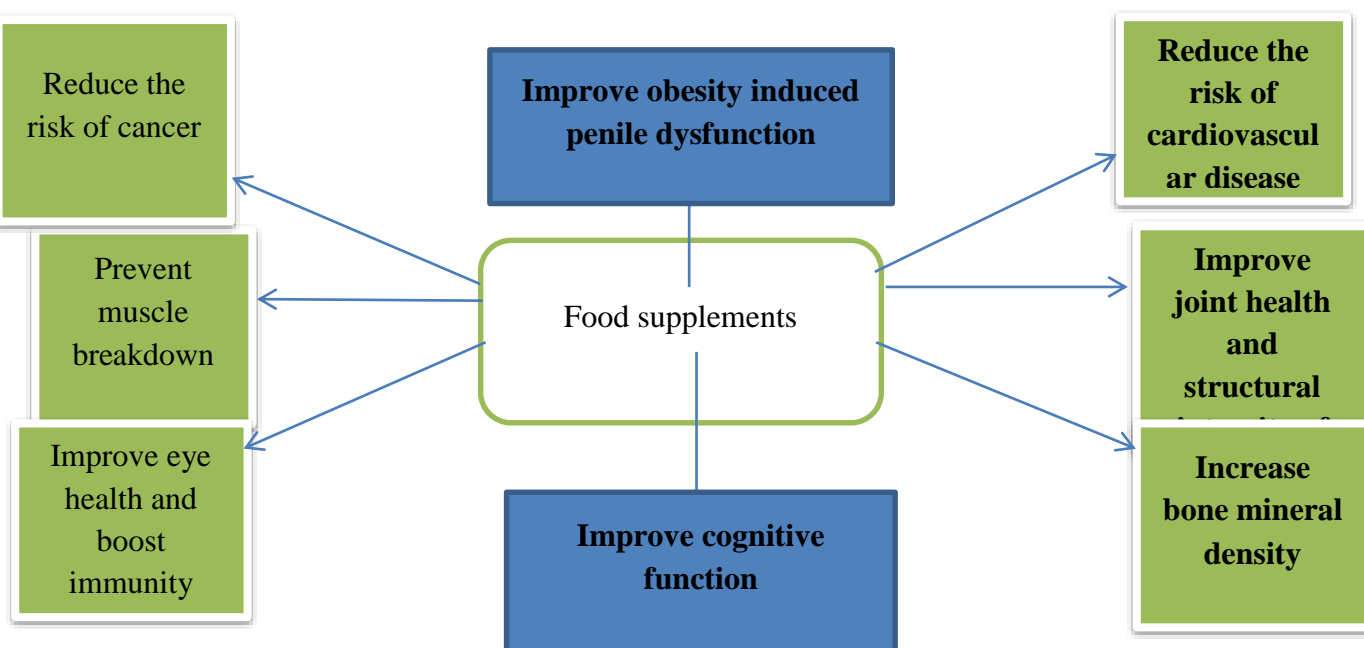 Reduce the
risk of cancer
Improve obesity induced
penile dysfunction
Reduce the
risk of
cardiovascul
ar disease
Prevent
muscle
breakdown
Food supplements
Improve
joint health
and
structural
Improve eye
health and
boost
immunity
Improve cognitive
function
Increase
bone mineral
density